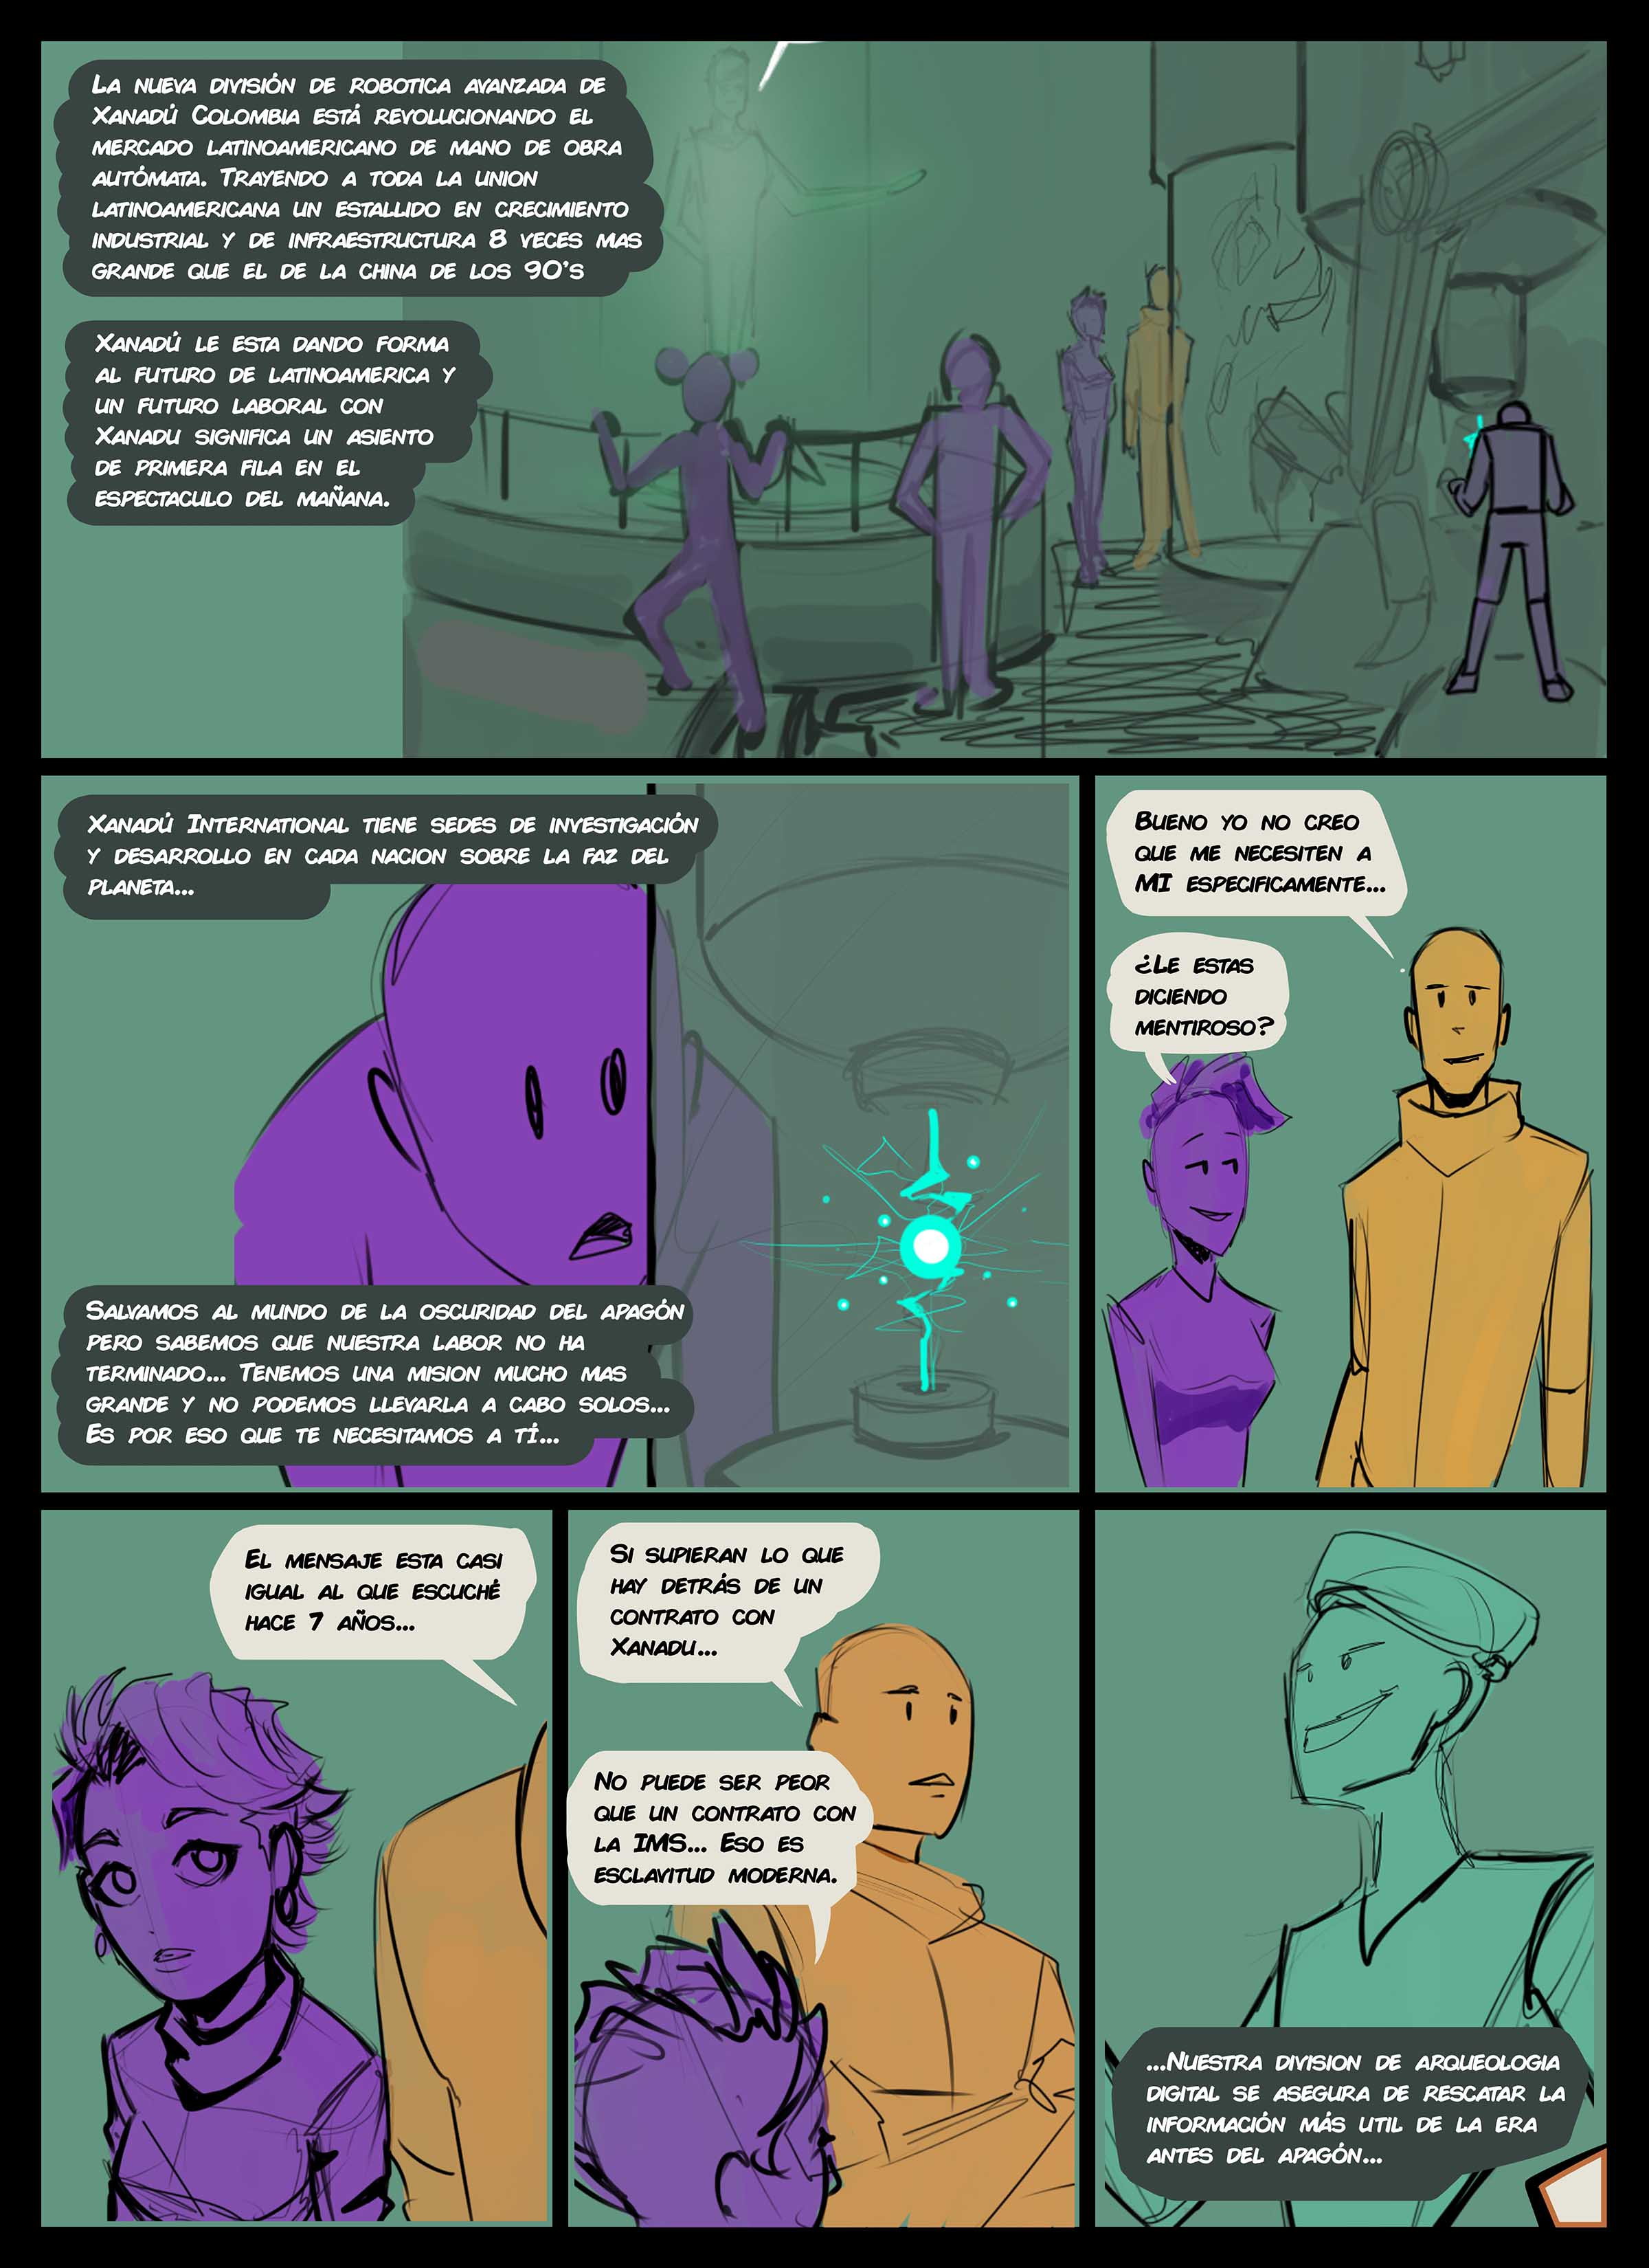 La nueva división de robotica avanzada de
Xanadú Colombia está revolucionando el
mercado latinoamericano de mano de obra
autómata. Trayendo a toda la union
latinoamericana un estallido en crecimiento
industrial y de infraestructura 8 veces mas
grande que el de la china de los 90's
Xanadú le esta dando forma
al futuro de latinoamerica y
un futuro laboral con
Xanadu significa un asiento
de primera fila en el
espectaculo del mañana.
Xanadú International tiene sedes de investigación
y desarrollo en cada nacion sobre la faz del
planeta...
Salvamos al mundo de la oscuridad del apagón
pero sabemos que nuestra labor no ha
terminado... Tenemos una mision mucho mas
grande y no podemos llevarla a cabo solos...
Es por eso que te necesitamos a tí...
Bueno yo no creo
que me necesiten a
MI especificamente...
¿Le estas
diciendo
mentiroso?
El mensaje esta casi
igual al que escuché
hace 7 años...
Si supieran lo que
hay detrás de un
contrato con
Xanadu...
No puede ser peor
que un contrato con
la IMS... Eso es
esclavitud moderna.
...Nuestra division de arqueologia
digital se asegura de rescatar la
información más util de la era
antes del apagón...